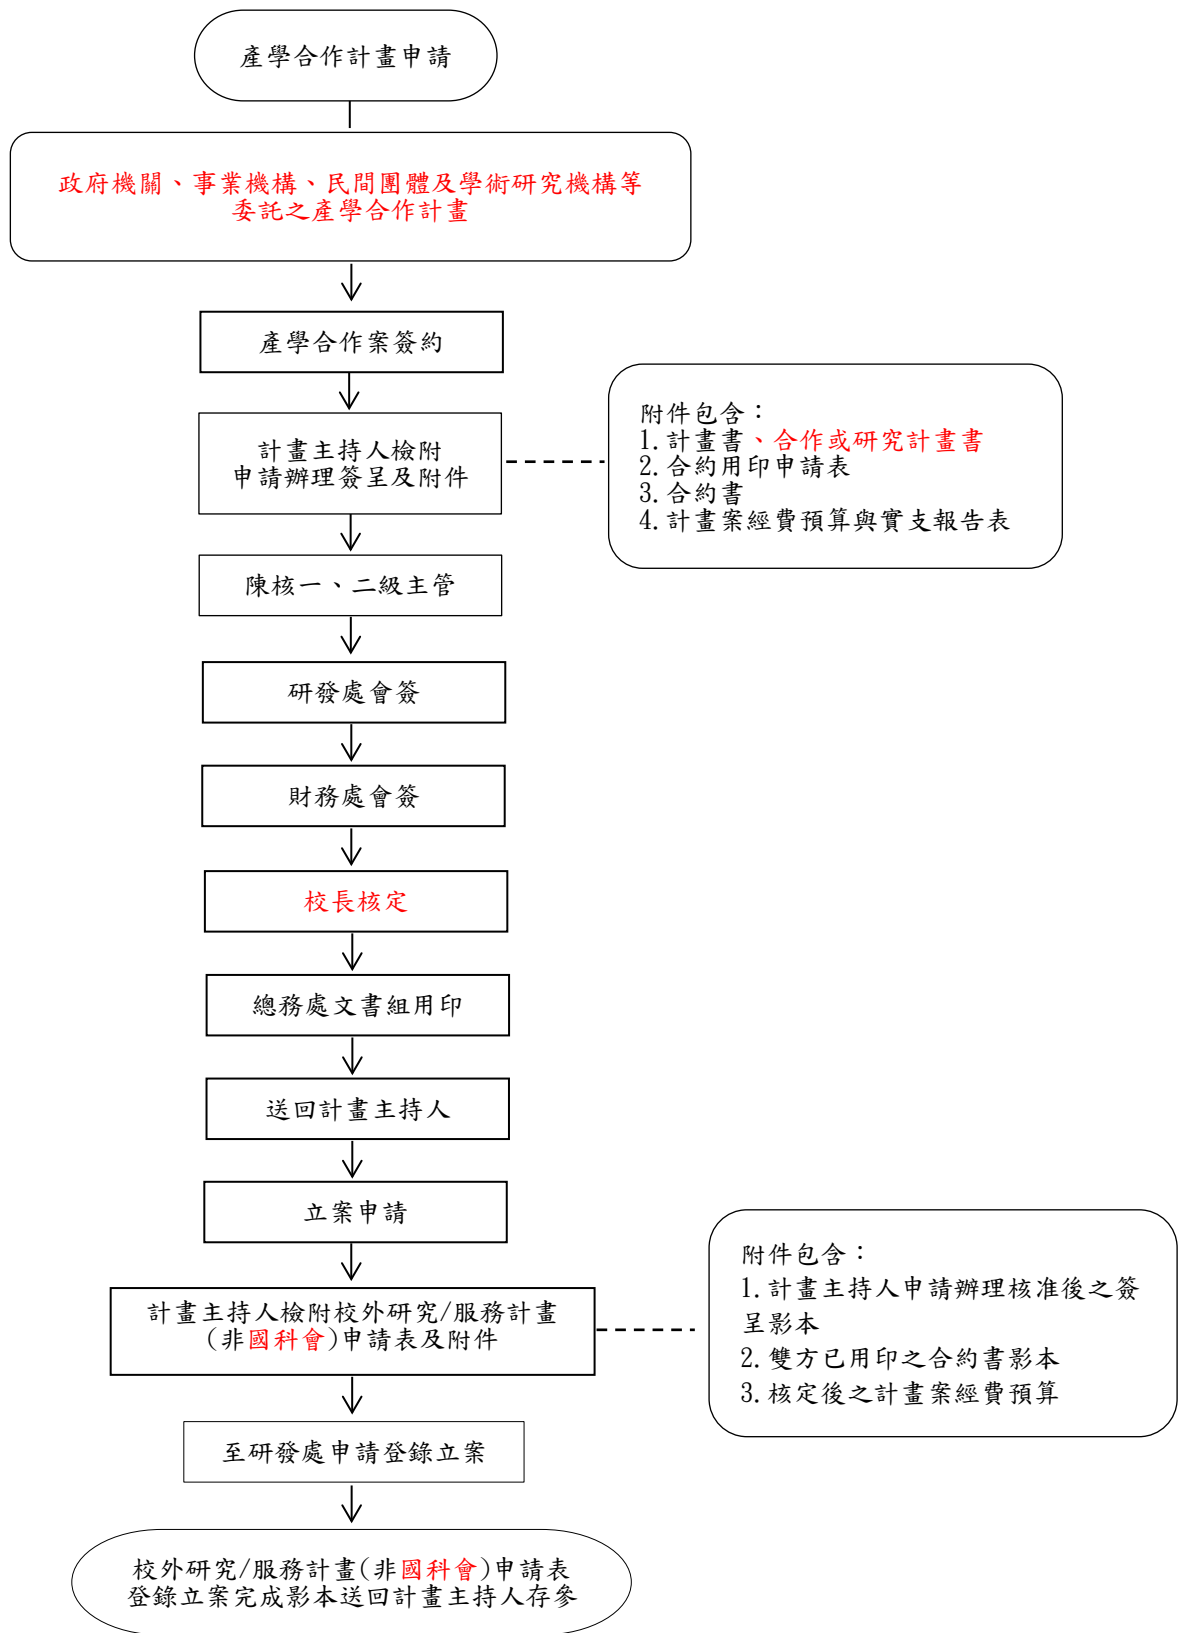 產學合作計畫申請
政府機關、事業機構、民間團體及學術研究機構等
委託之產學合作計畫
產學合作案簽約
計畫主持人檢附
申請辦理簽呈及附件
附件包含：
1.計畫書、合作或研究計畫書
2.合約用印申請表
3.合約書
4.計畫案經費預算與實支報告表
陳核一、二級主管
研發處會簽
財務處會簽
校長核定
總務處文書組用印
送回計畫主持人
立案申請
計畫主持人檢附校外研究/服務計畫
(非國科會)申請表及附件
附件包含：
1.計畫主持人申請辦理核准後之簽
呈影本
2.雙方已用印之合約書影本
3.核定後之計畫案經費預算
至研發處申請登錄立案
校外研究/服務計畫(非國科會)申請表
登錄立案完成影本送回計畫主持人存參